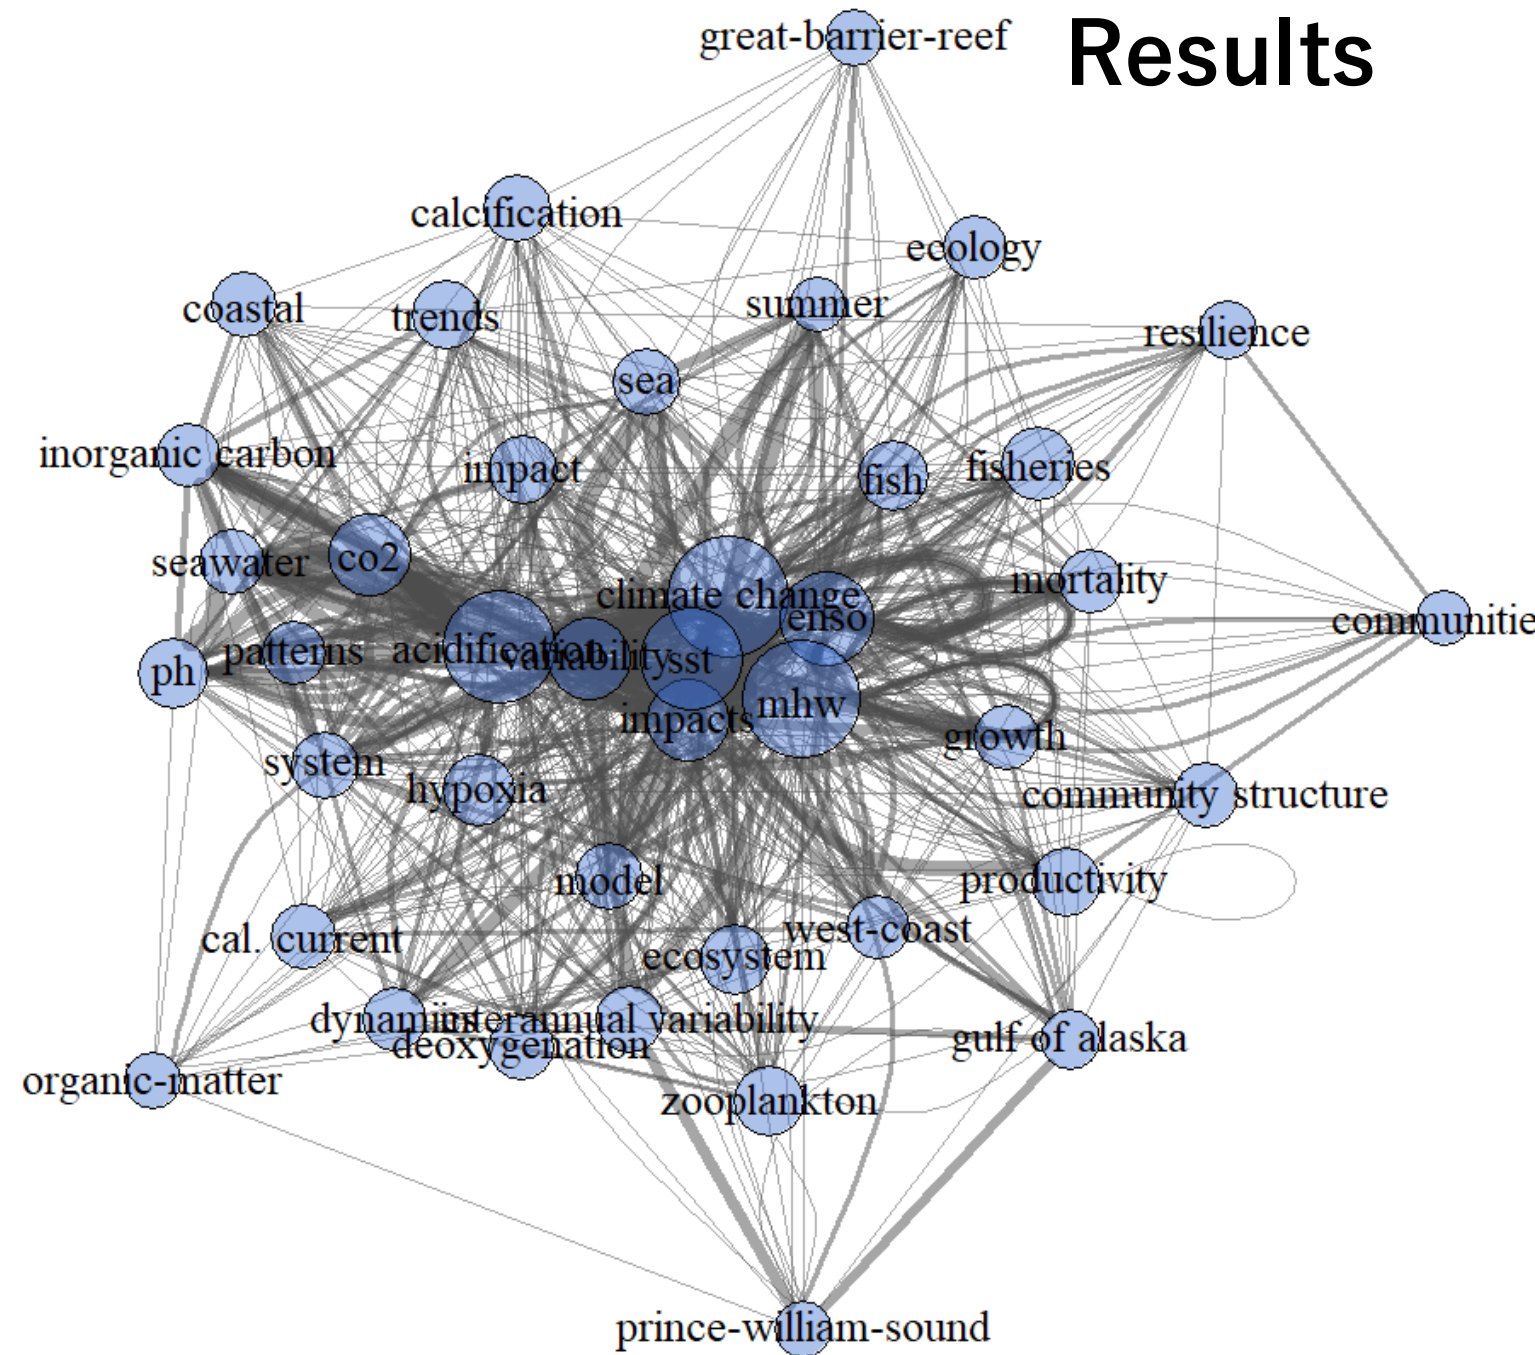 Results
great-barrier-reef
calcification
ecology
coastal
trends
summer
resilience
sea
inorganic carbon
impact
fish
fisheries
seawater
co2
climate change
mortality
enso
communitie
ph
patterns
acidification
variability
sst
impacts
mhw
growth
system
hypoxia
community structure
model
productivity
cal. current
west-coast
ecosystem
dynamics
interannual variability
deoxygenation
gulf of alaska
organic-matter
zooplankton
prince-william-sound